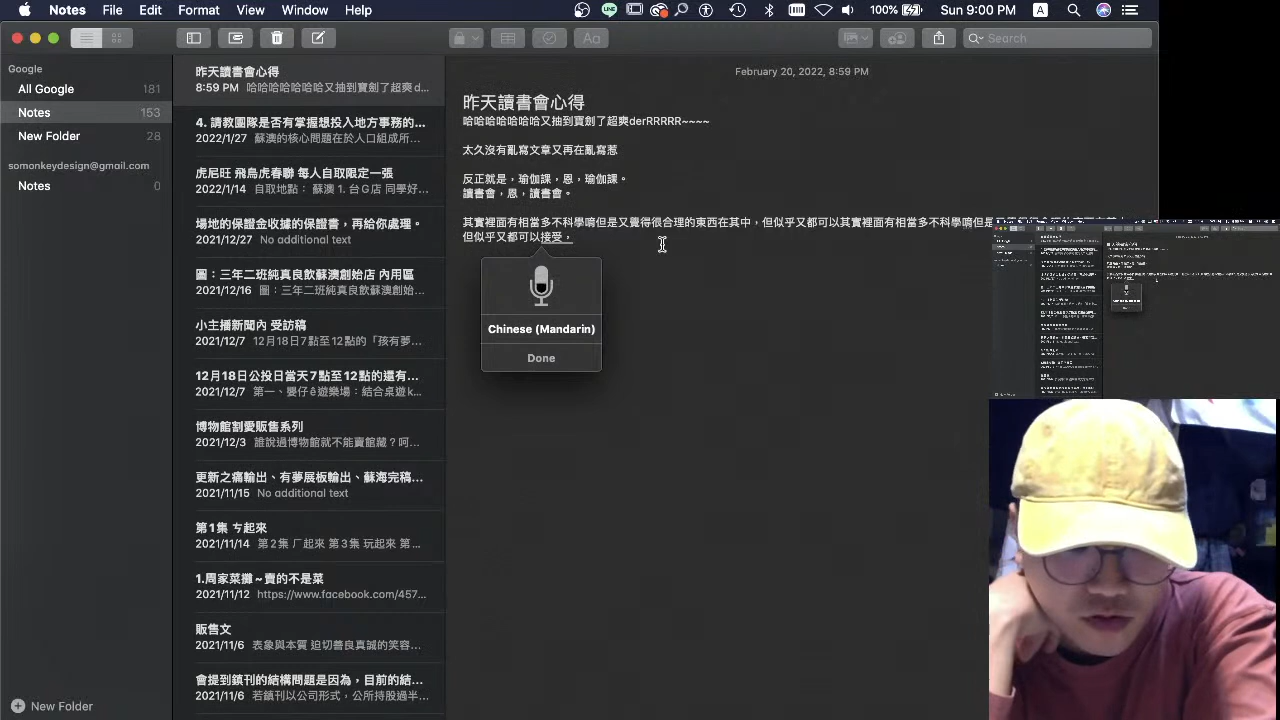 Notes File Edit Format View Window Help 100% Sun 9:00 PM A
Aa Search
Google
All Google 181
Notes 153
New Folder 28
somonkeydesign@gmail.com
Notes 0
New Folder
昨天讀書會心得
8:59 PM 哈哈哈哈哈哈哈又抽到寶劍了超爽d...
4. 請教團隊是否有掌握想投入地方事務的...
2022/1/27 蘇澳的核心問題在於人口組成所...
虎尼旺 飛鳥虎春聯 每人自取限定一張
2022/1/14 自取地點： 蘇澳 1. 台G店 同學好...
場地的保證金收據的保證書，再給你處理。
2021/12/27 No additional text
圖：三年二班純真百校歌蘇澳創始店 內用區
2021/12/16 圖：三年二班純真百校歌蘇澳創始...
小主播新聞內 受訪稿
2021/12/7 12月18日7點至12點的「孩有夢...
12月18日公投日當天7點至12點的還有...
2021/12/7 第一、嬰仔ê遊樂場：結合桌遊k...
博物館割愛販售系列
2021/12/3 誰說過博物館就不能賣館藏？呵...
更新之痛輸出、有夢展板輸出、蘇海完稿...
2021/11/15 No additional text
第1集 ㄘ起來
2021/11/14 第2集 ㄏ起來 第3集 玩起來 第...
1.周家菜攤~賣的不是菜
2021/11/12 https://www.facebook.com/457...
販售文
2021/11/6 表象與本質 迫切善良真誠的笑容...
會提到鎮刊的結構問題是因為，目前的結...
2021/11/6 若鎮刊以公司形式，公所持股過半...
February 20, 2022, 8:59 PM
昨天讀書會心得
哈哈哈哈哈哈哈又抽到寶劍了超爽derRRRRR~~~~
太久沒有亂寫文章又再在亂寫惹
反正就是，瑜伽課，恩，瑜伽課。
讀書會，恩，讀書會。
其實裡面有相當多不科學唷但是又覺得很合理的東西在其中，但似乎又都可以其實裡面有相當多不科學唷但是
但似乎又都可以接受，
Chinese (Mandarin)
Done